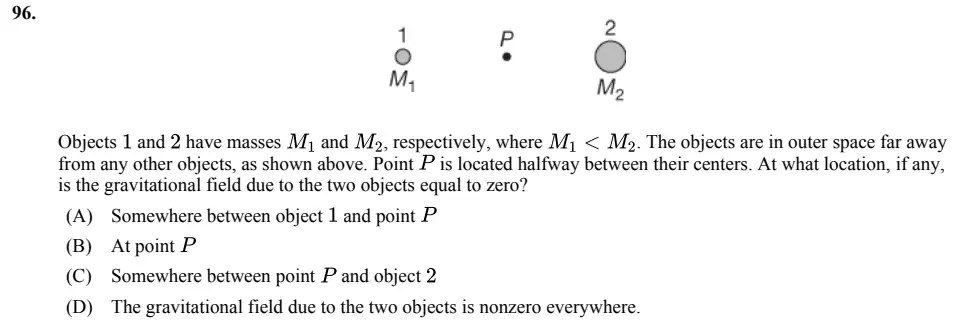 96.
1 P 2
M₁ M₂
Objects 1 and 2 have masses M₁ and M₂, respectively, where M₁ < M₂. The objects are in outer space far away
from any other objects, as shown above. Point P is located halfway between their centers. At what location, if any,
is the gravitational field due to the two objects equal to zero?
(A) Somewhere between object 1 and point P
(B) At point P
(C) Somewhere between point P and object 2
(D) The gravitational field due to the two objects is nonzero everywhere.